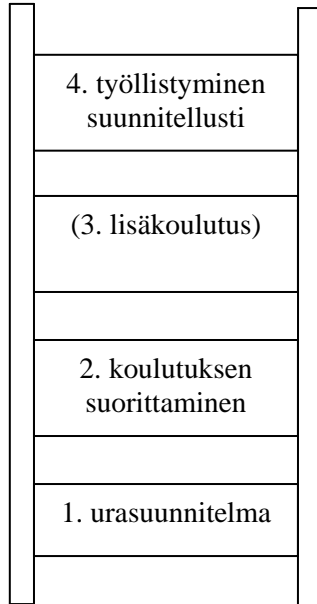 4. työllistyminen
suunnitellusti
(3. lisäkoulutus)
2. koulutuksen
suorittaminen
1. urasuunnitelma